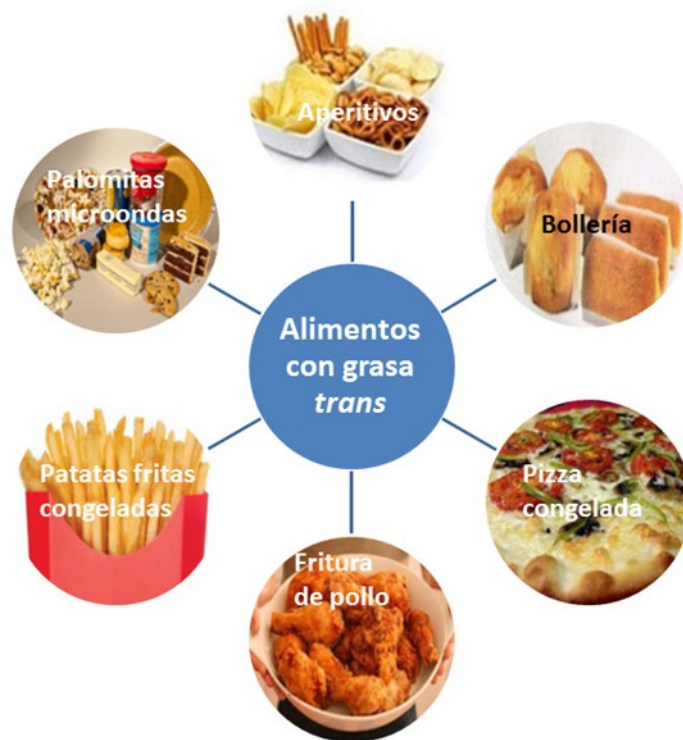 Aperitivos
Palomitas
microondas
Bollería
Alimentos
con grasa
trans
Patatas fritas
congeladas
Pizza
congelada
Fritura
de pollo